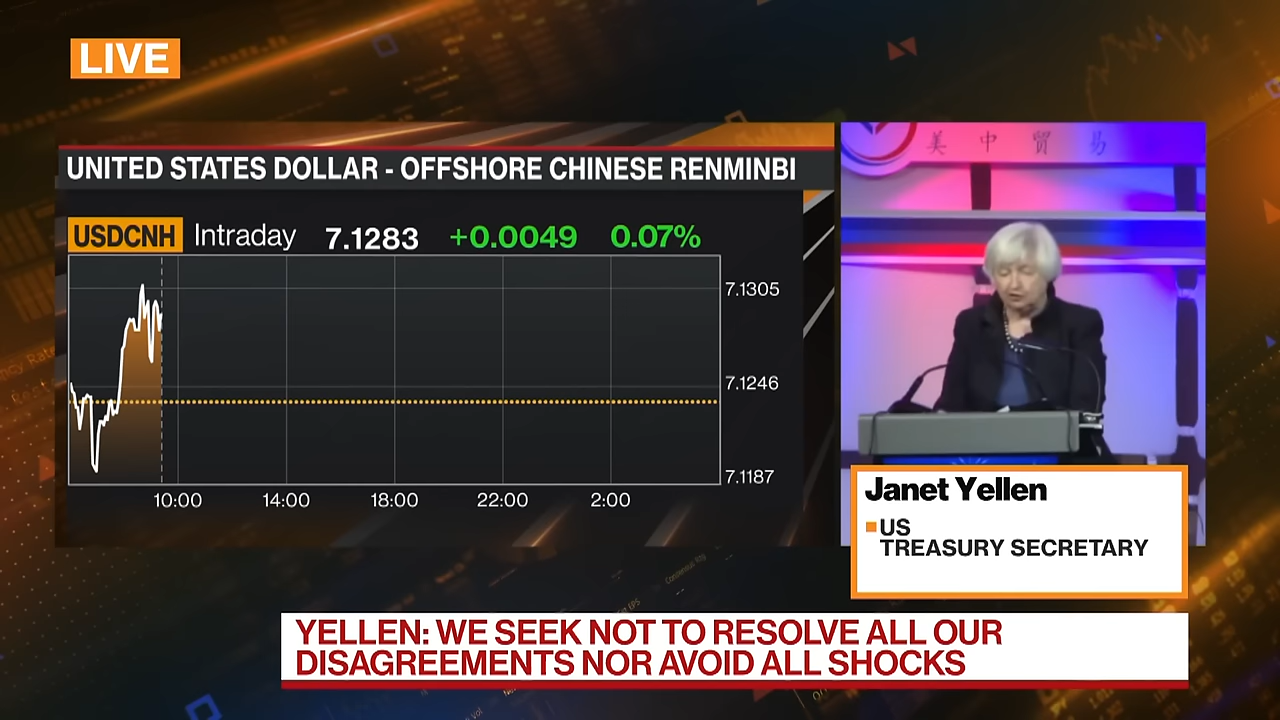 LIVE
UNITED STATES DOLLAR - OFFSHORE CHINESE RENMINBI
USDCNH Intraday 7.1283 +0.0049 0.07%
7.1305
7.1246
7.1187
10:00 14:00 18:00 22:00 2:00
美中贸易
Janet Yellen
US
TREASURY SECRETARY
YELLEN: WE SEEK NOT TO RESOLVE ALL OUR
DISAGREEMENTS NOR AVOID ALL SHOCKS